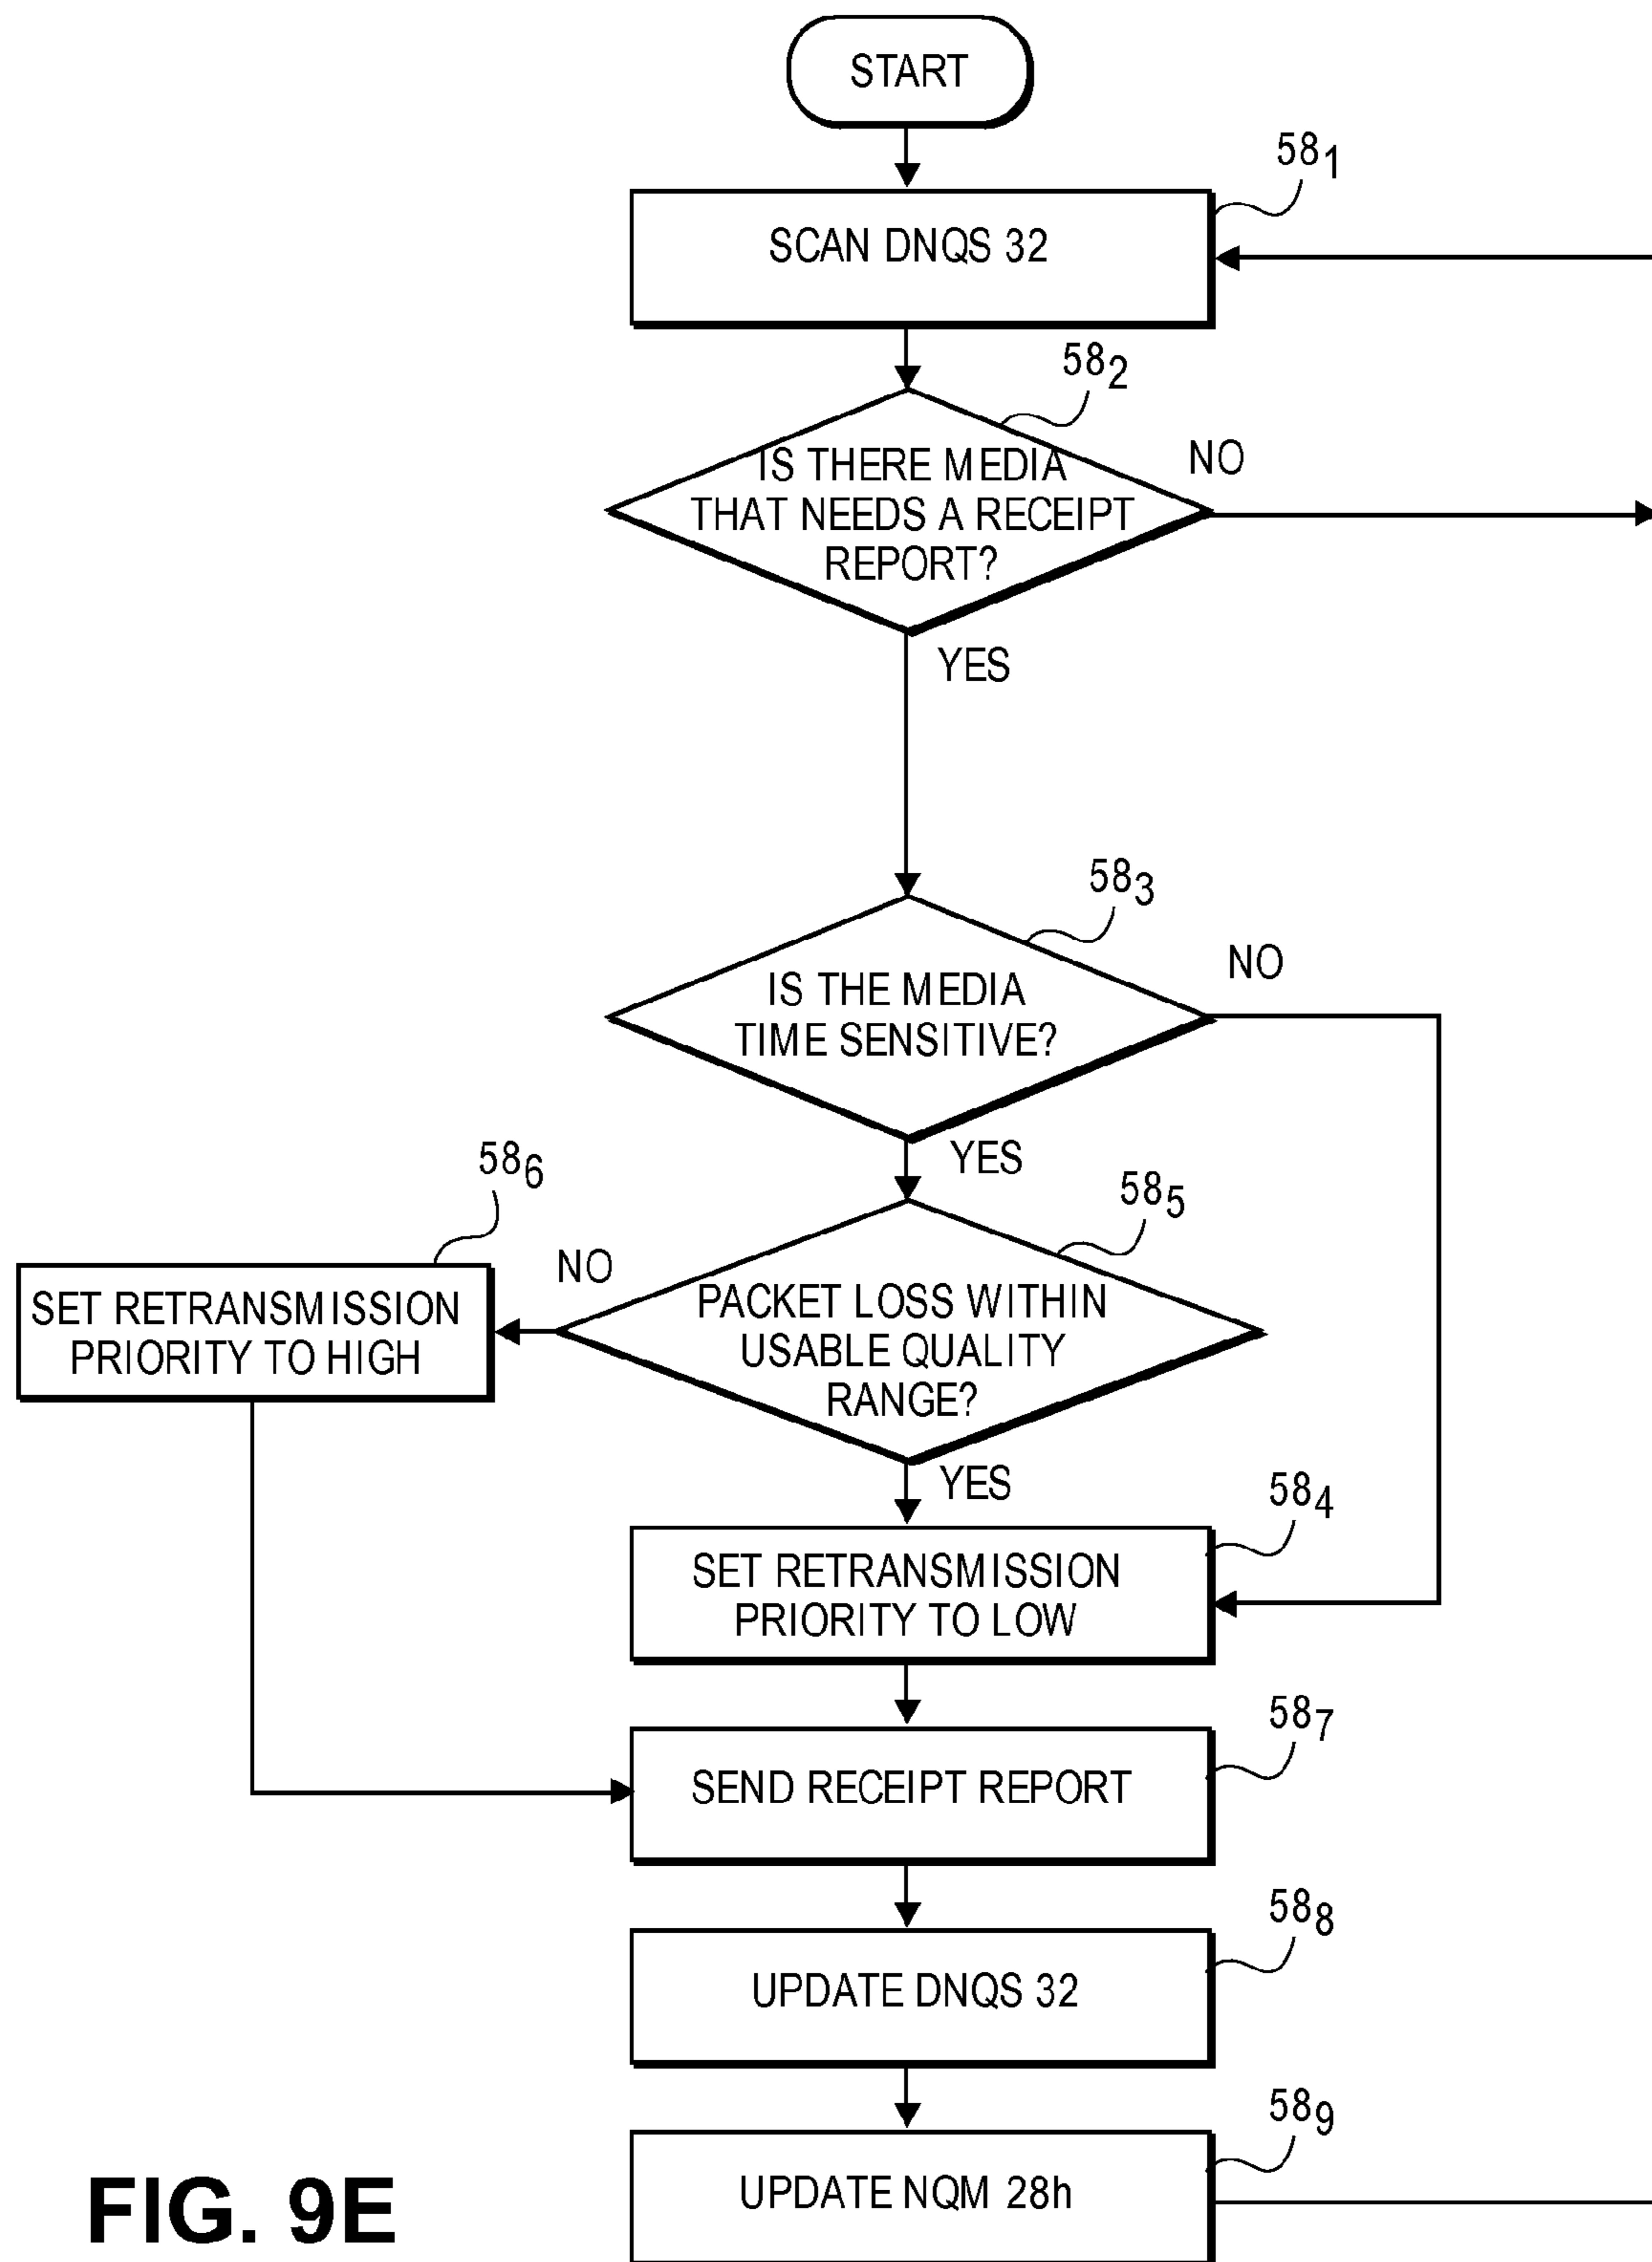 START
58₁
SCAN DNQS 32
58₂
IS THERE MEDIA
THAT NEEDS A RECEIPT
REPORT?
NO
YES
58₃
IS THE MEDIA
TIME SENSITIVE?
NO
YES
58₆
58₅
NO
SET RETRANSMISSION
PRIORITY TO HIGH
PACKET LOSS WITHIN
USABLE QUALITY
RANGE?
YES
58₄
SET RETRANSMISSION
PRIORITY TO LOW
58₇
SEND RECEIPT REPORT
58₈
UPDATE DNQS 32
58₉
UPDATE NQM 28h
FIG. 9E